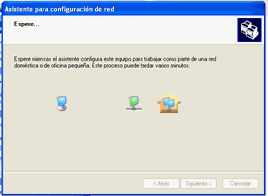 Asistente para configuración de red
Espere...
Espere mientras el asistente configura este equipo para trabajar como parte de una red
doméstica o de oficina pequeña. Este proceso puede tardar varios minutos.
< Atrás
Siguiente >
Cancelar